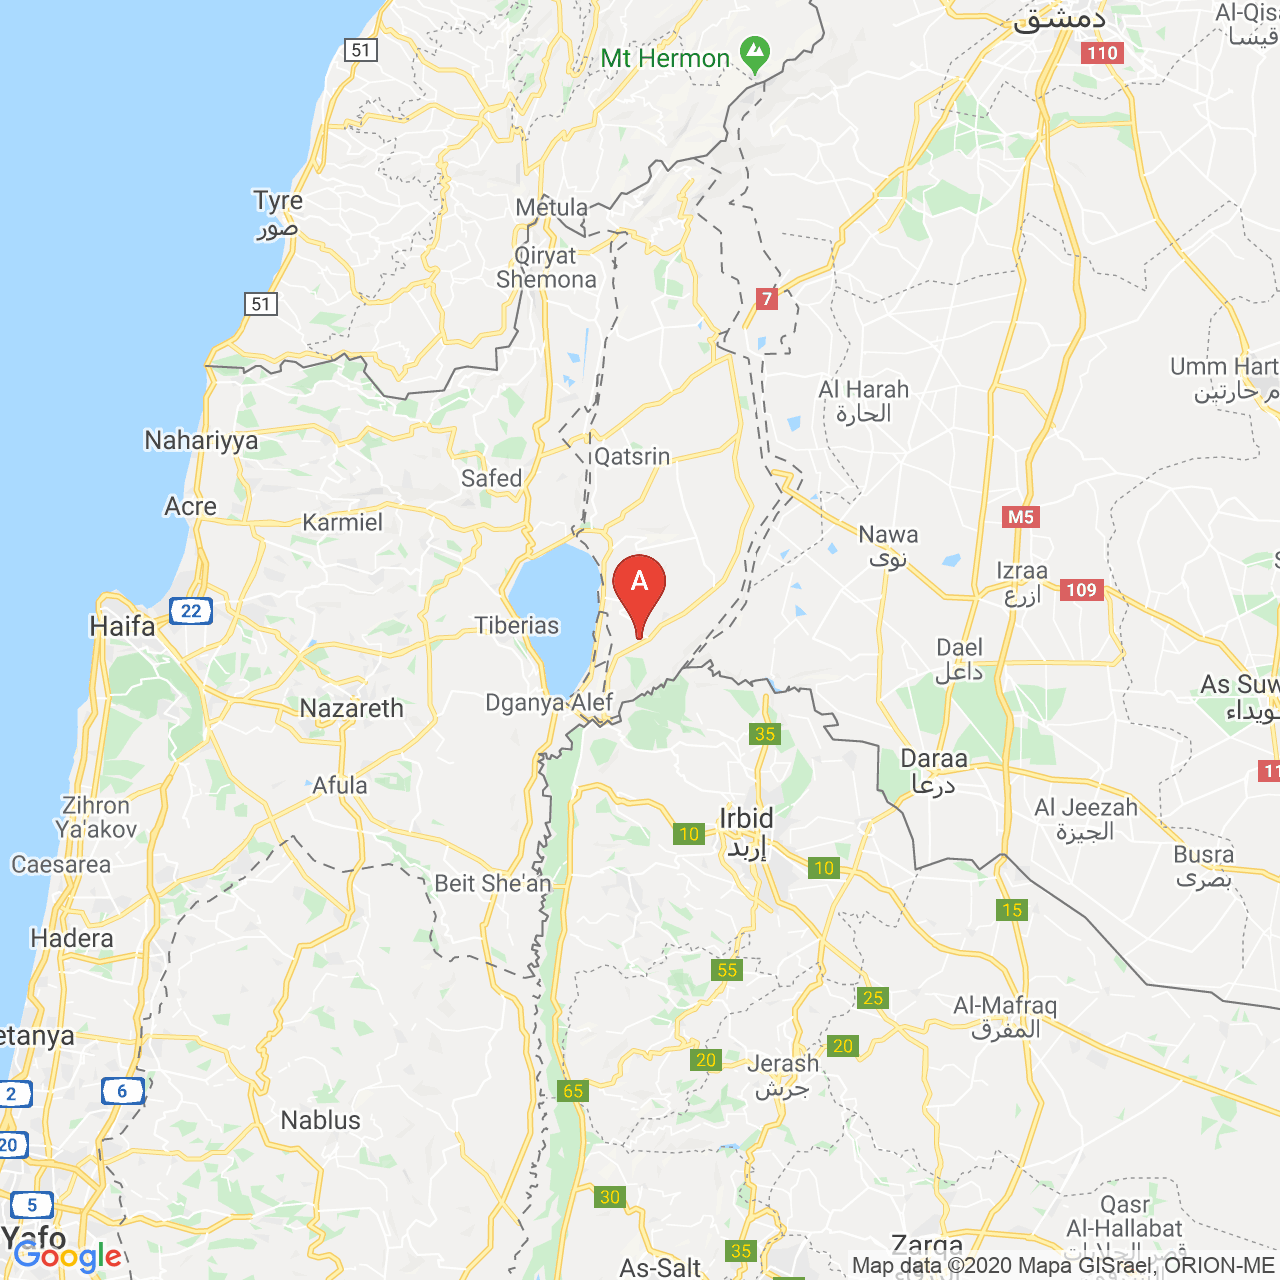 دمشق
Al-Qis
قيسا
110
51
Mt Hermon
Tyre
صور
Metula
Qiryat
Shemona
51
7
Umm Hart
م حارتين
Al Harah
الحارة
Nahariyya
Qatsrin
Safed
Acre
Karmiel
M5
Nawa
نوى
Izraa
ازرع
109
A
22
Haifa
Tiberias
Dael
داعل
As Suw
ويداء
Nazareth
Dganya Alef
35
Daraa
درعا
11
Afula
Zihron
Ya'akov
Al Jeezah
الجيزة
Irbid
إربد
10
Caesarea
10
Busra
بصرى
Beit She'an
15
Hadera
55
25
Al-Mafraq
المفرق
etanya
20
20
Jerash
جرش
2
6
65
Nablus
20
5
30
Qasr
Al-Hallabat
قصر الحلابات
Yafo
Google
35
Zarqa
As-Salt
Map data ©2020 Mapa GISrael, ORION-ME